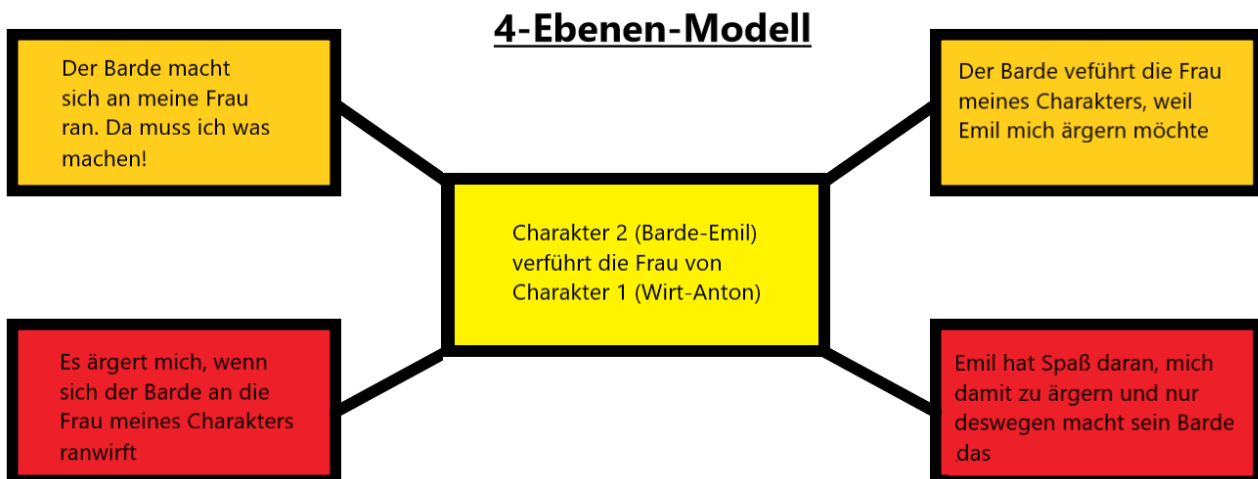 4-Ebenen-Modell
Der Barde macht
sich an meine Frau
ran. Da muss ich was
machen!
Der Barde veführt die Frau
meines Charakters, weil
Emil mich ärgern möchte
Charakter 2 (Barde-Emil)
verführt die Frau von
Charakter 1 (Wirt-Anton)
Es ärgert mich, wenn
sich der Barde an die
Frau meines Charakters
ranwirft
Emil hat Spaß daran, mich
damit zu ärgern und nur
deswegen macht sein Barde
das